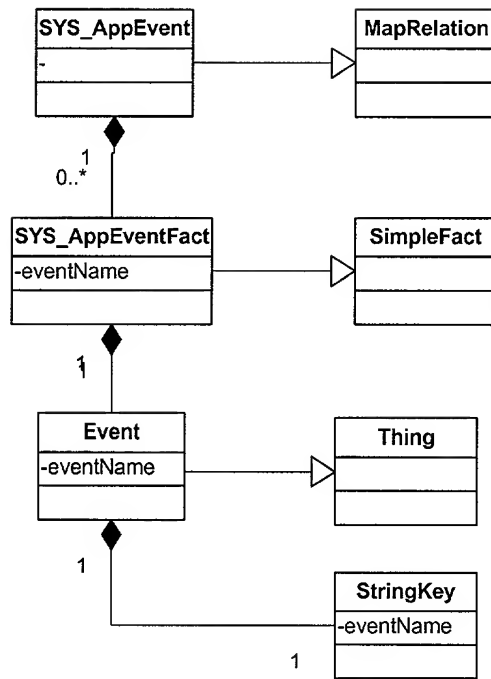 SYS_AppEvent
-
MapRelation
1
0..*
SYS_AppEventFact
-eventName
SimpleFact
1
1
Event
-eventName
Thing
1
StringKey
-eventName
1